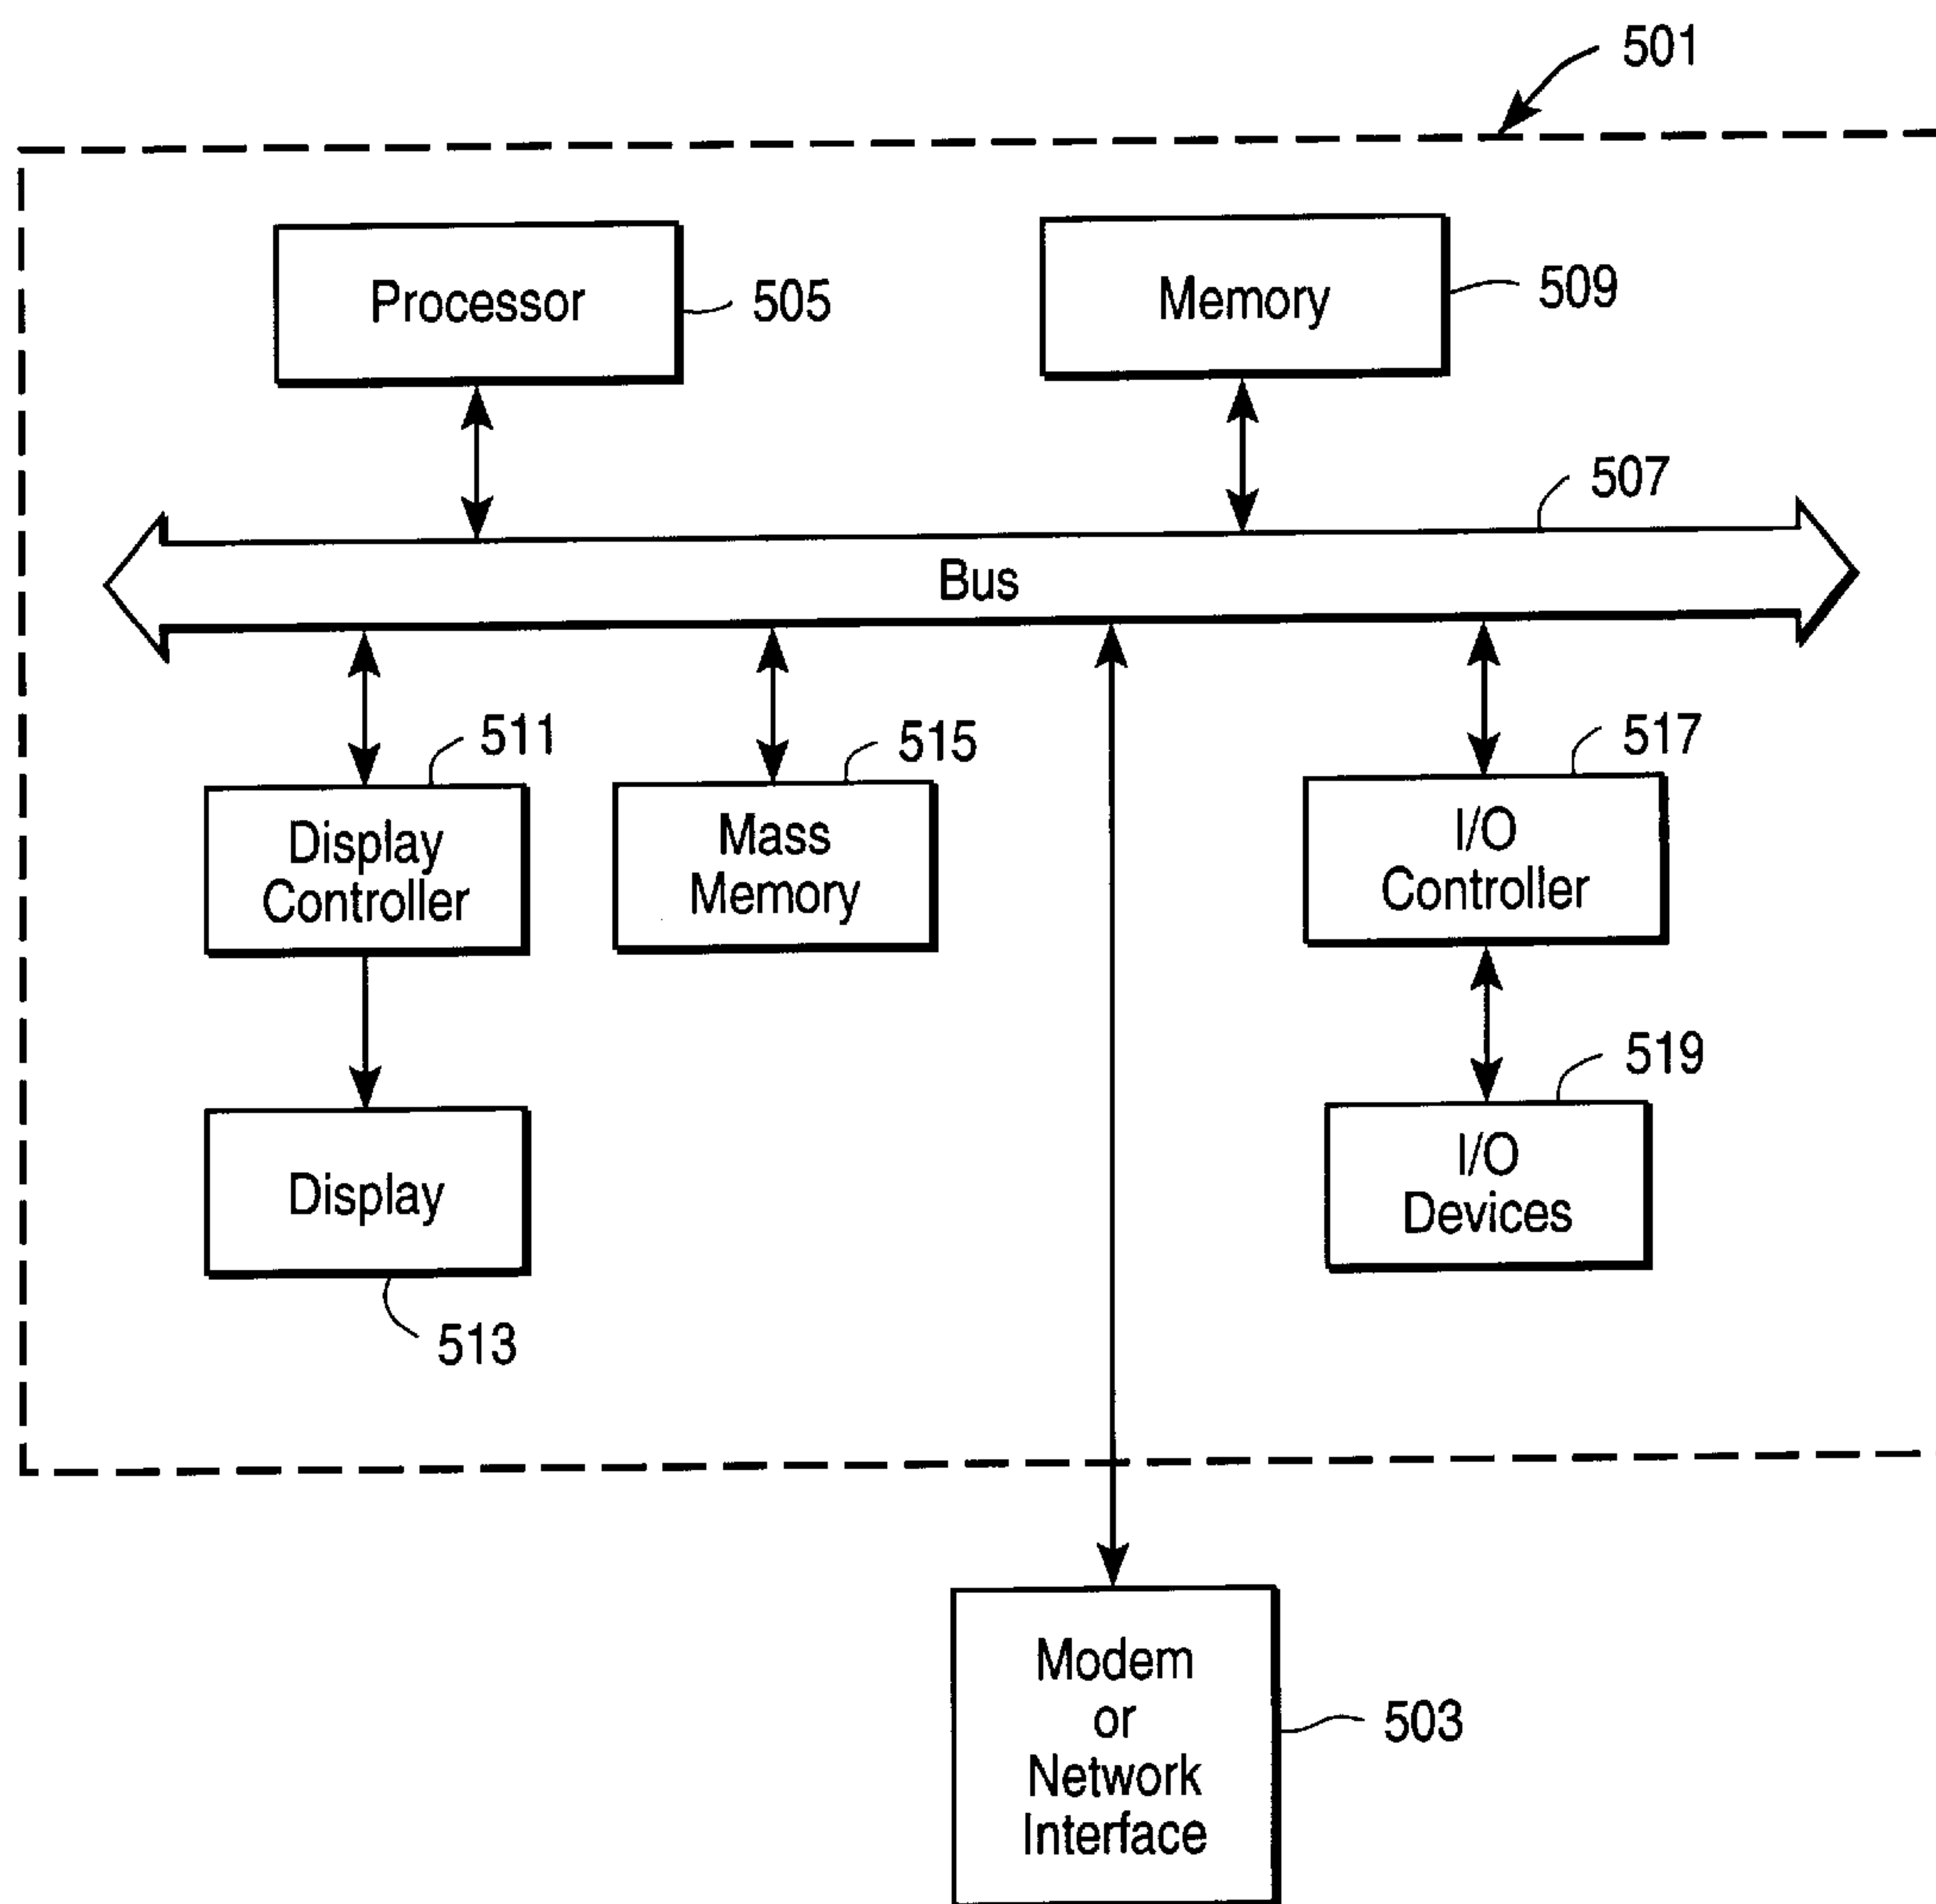 501
Processor
505
Memory
509
507
Bus
511
515
517
Display
Controller
Mass
Memory
I/O
Controller
519
Display
I/O
Devices
513
Modem
or
Network
Interface
503